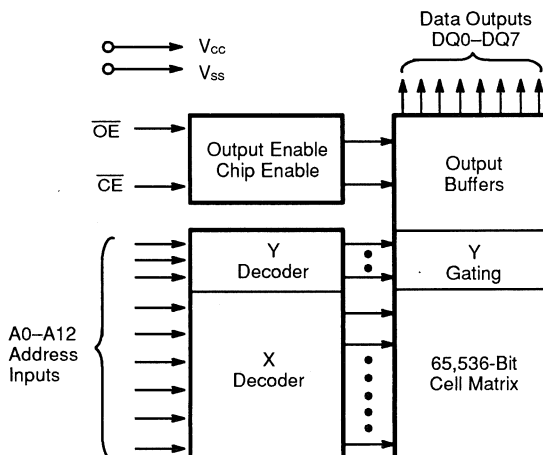 Data Outputs
DQ0–DQ7
VCC
VSS
OE
CE
Output Enable
Chip Enable
Output
Buffers
Y
Decoder
Y
Gating
A0–A12
Address
Inputs
X
Decoder
65,536-Bit
Cell Matrix